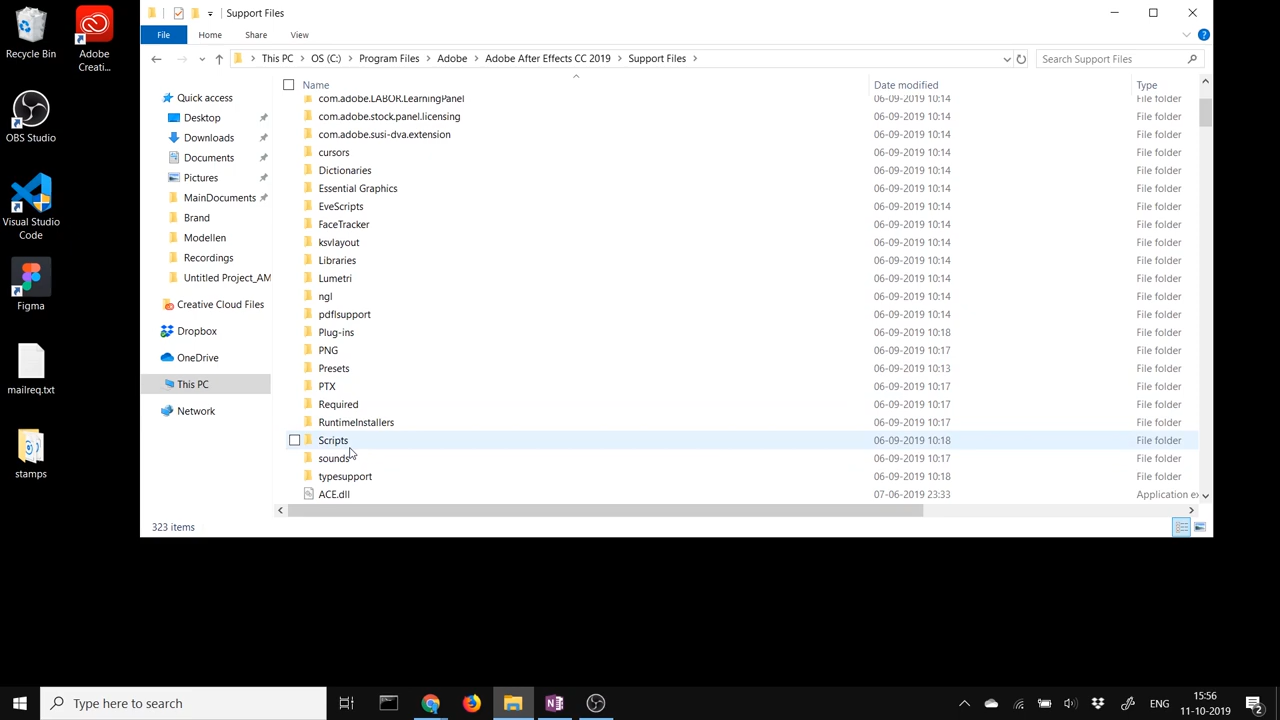 Support Files
File
Home
Share
View
This PC
OS (C:)
Program Files
Adobe
Adobe After Effects CC 2019
Support Files
Search Support Files
Name
Date modified
Type
Quick access
Desktop
Downloads
Documents
Pictures
MainDocuments
Brand
Modellen
Recordings
Untitled Project_AM
Creative Cloud Files
Dropbox
OneDrive
This PC
Network
com.adobe.LABOR.LearningPanel 06-09-2019 10:14 File folder
com.adobe.stock.panel.licensing 06-09-2019 10:14 File folder
com.adobe.susi-dva.extension 06-09-2019 10:14 File folder
cursors 06-09-2019 10:14 File folder
Dictionaries 06-09-2019 10:14 File folder
Essential Graphics 06-09-2019 10:14 File folder
EveScripts 06-09-2019 10:14 File folder
FaceTracker 06-09-2019 10:14 File folder
ksvlayout 06-09-2019 10:14 File folder
Libraries 06-09-2019 10:14 File folder
Lumetri 06-09-2019 10:14 File folder
ngl 06-09-2019 10:14 File folder
pdflsupport 06-09-2019 10:14 File folder
Plug-ins 06-09-2019 10:18 File folder
PNG 06-09-2019 10:17 File folder
Presets 06-09-2019 10:13 File folder
PTX 06-09-2019 10:17 File folder
Required 06-09-2019 10:17 File folder
RuntimeInstallers 06-09-2019 10:17 File folder
Scripts 06-09-2019 10:18 File folder
sounds 06-09-2019 10:17 File folder
typesupport 06-09-2019 10:18 File folder
ACE.dll 07-06-2019 23:33 Application ex
323 items
Recycle Bin
Adobe
Creati...
OBS Studio
Visual Studio
Code
Figma
mailreq.txt
stamps
Type here to search
ENG
15:56
11-10-2019
2